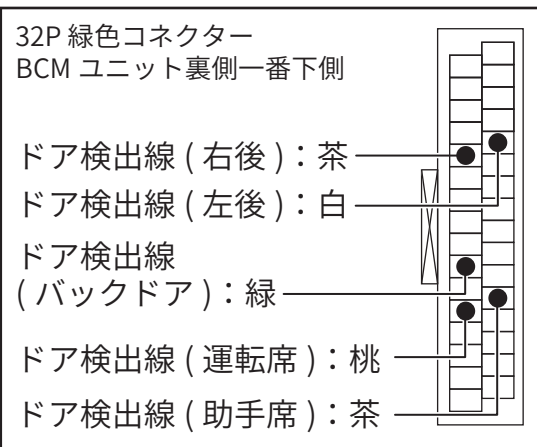 32P 緑色コネクター
BCM ユニット裏側一番下側
ドア検出線 ( 右後 )：茶
ドア検出線 ( 左後 )：白
ドア検出線
( バックドア )：緑
ドア検出線 ( 運転席 )：桃
ドア検出線 ( 助手席 )：茶